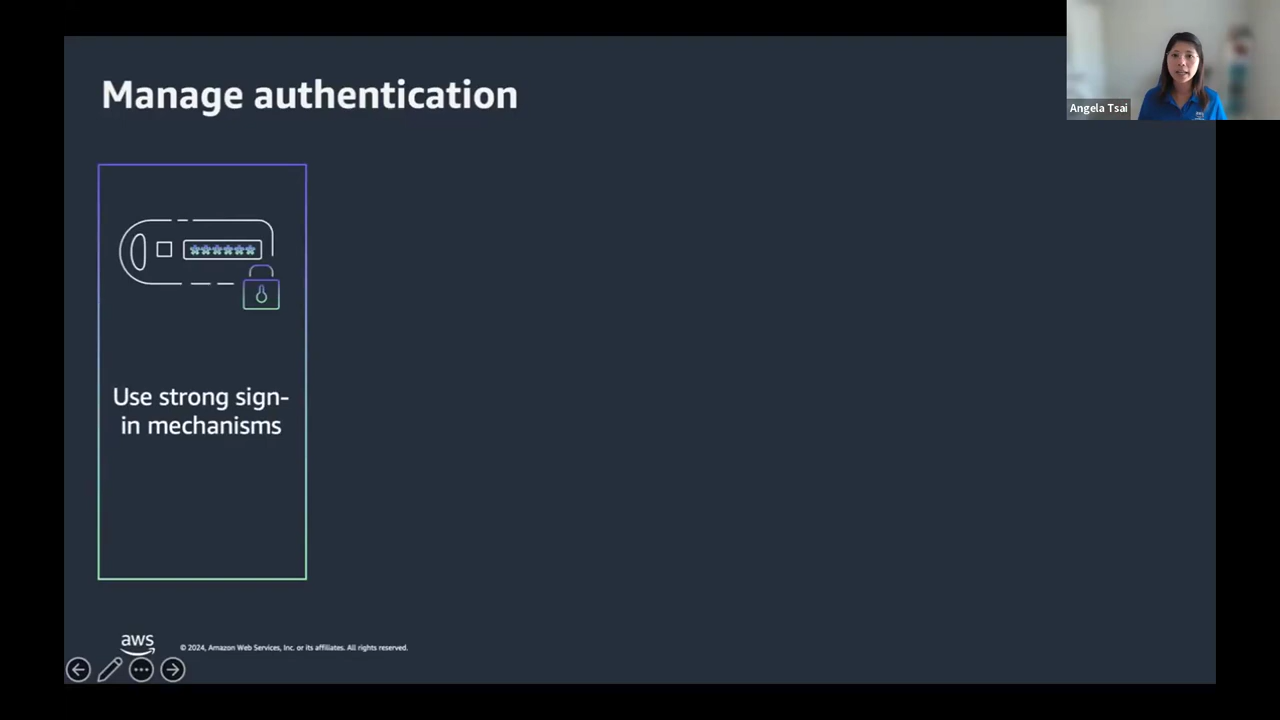 Manage authentication
Angela Tsai
******
Use strong sign-
in mechanisms
aws
© 2024, Amazon Web Services, Inc. or its affiliates. All rights reserved.